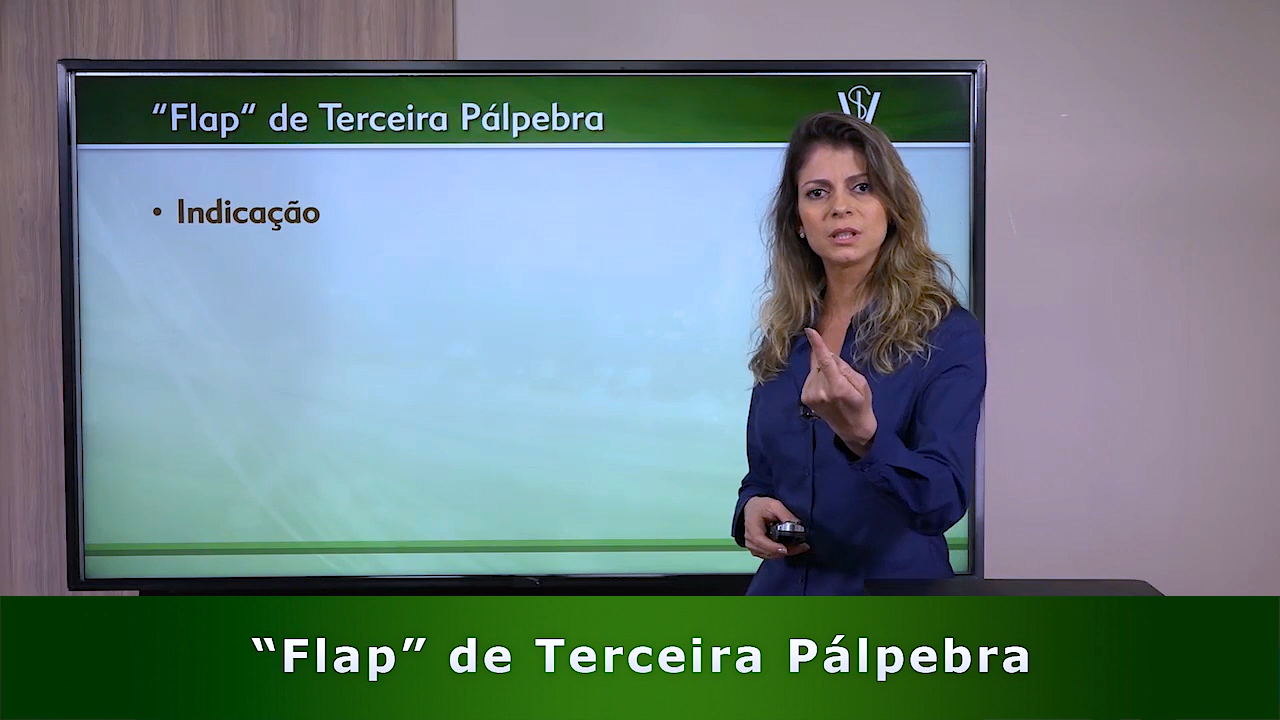 “Flap“ de Terceira Pálpebra
• Indicação
“Flap” de Terceira Pálpebra